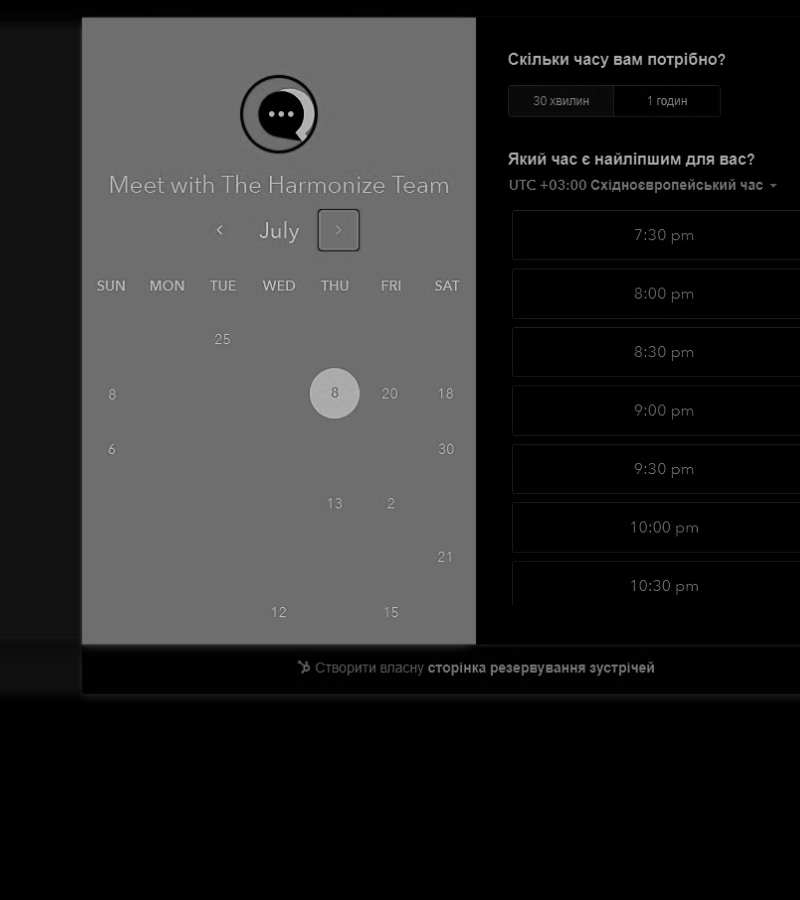 Meet with The Harmonize Team
July
SUN MON TUE WED THU FRI SAT
25
8 8 20 18
6 30
13 2
21
12 15
Скільки часу вам потрібно?
30 хвилин 1 годин
Який час є найліпшим для вас?
UTC +03:00 Східноєвропейський час
7:30 pm
8:00 pm
8:30 pm
9:00 pm
9:30 pm
10:00 pm
10:30 pm
Створити власну сторінка резервування зустрічей